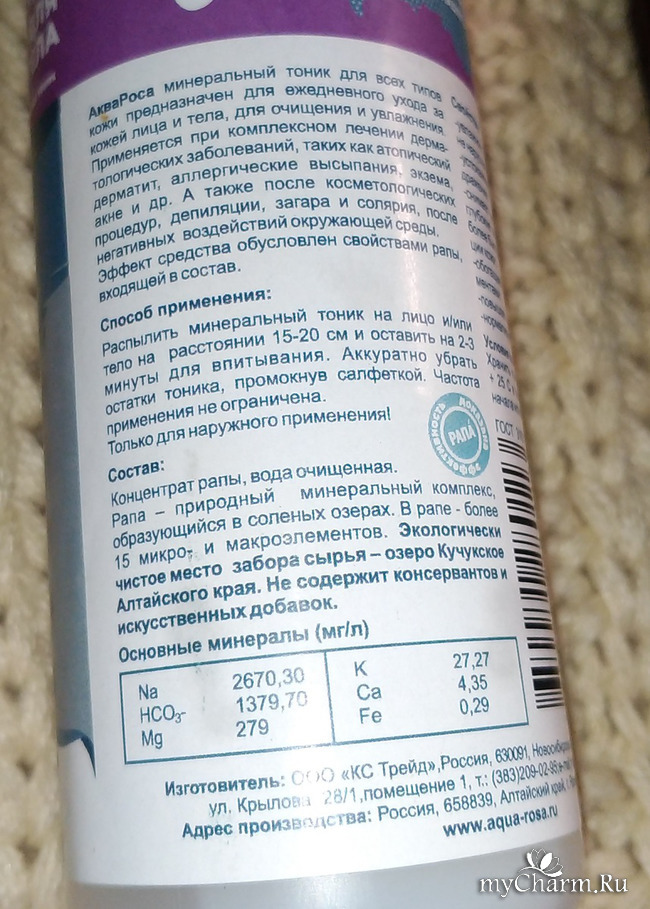 АкваРоса минеральный тоник для всех типов
кожи предназначен для ежедневного ухода за
кожей лица и тела, для очищения и увлажнения.
Применяется при комплексном лечении дерма-
тологических заболеваний, таких как атопический
дерматит, аллергические высыпания, экзема,
акне и др. А также после косметологических
процедур, депиляции, загара и солярия, после
негативных воздействий окружающей среды.
Эффект средства обусловлен свойствами рапы,
входящей в состав.
Способ применения:
Распылить минеральный тоник на лицо и/или
тело на расстоянии 15-20 см и оставить на 2-3
минуты для впитывания. Аккуратно убрать
остатки тоника, промокнув салфеткой. Частота
применения не ограничена.
Только для наружного применения!
Состав:
Концентрат рапы, вода очищенная.
Рапа – природный минеральный комплекс,
образующийся в соленых озерах. В рапе - более
15 микро- и макроэлементов. Экологически
чистое место забора сырья – озеро Кучукское
Алтайского края. Не содержит консервантов и
искусственных добавок.
Основные минералы (мг/л)
Na 2670,30 K 27,27
HCO3- 1379,70 Ca 4,35
Mg 279 Fe 0,29
Изготовитель: ООО «КС Трейд», Россия, 630091,
ул. Крылова 28/1, помещение 1, т.: (383)209-02-95
Адрес производства: Россия, 658839, Алтайский край,
www.aqua-rosa.ru
РАПА
доказана
эффективность
ГОСТ
Хранить
+ 25 С
myCharm.Ru